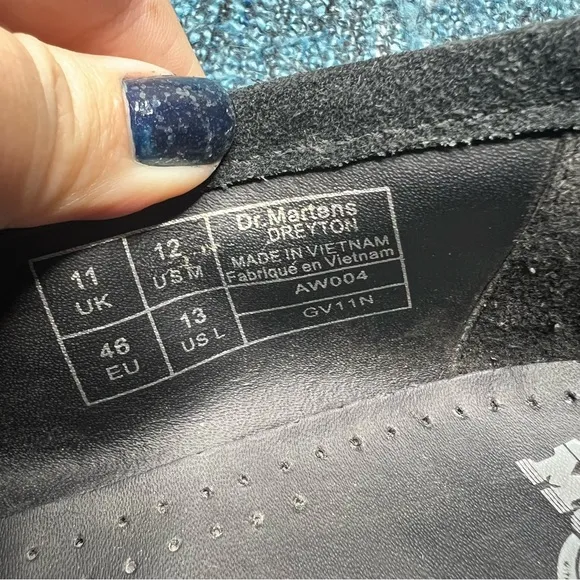 11
UK
12
US M
46
EU
13
US L
Dr.Martens
DREYTON
MADE IN VIETNAM
Fabriqué en Vietnam
AW004
GV11N